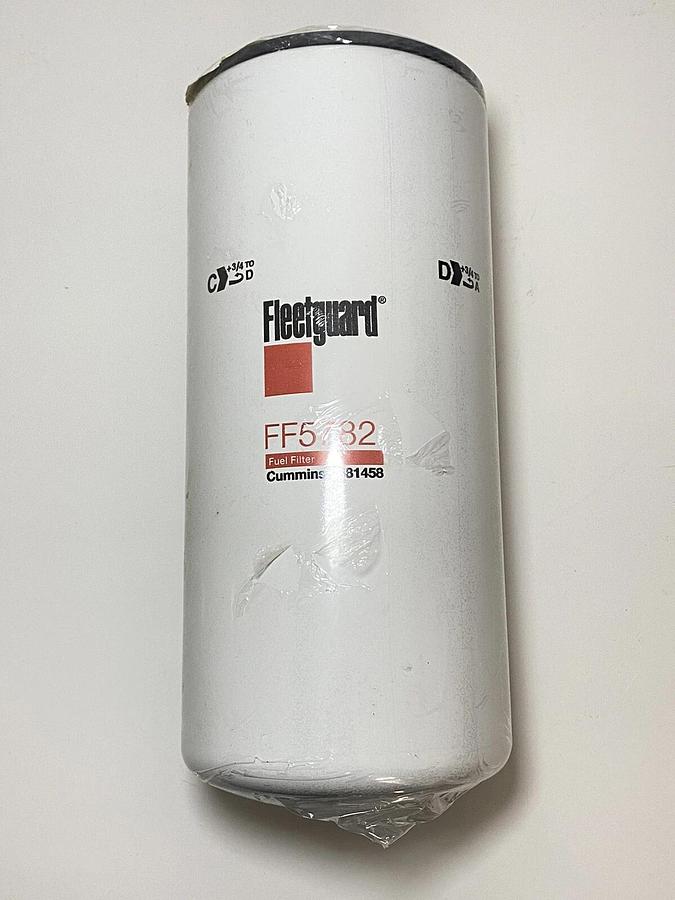 C +3/4 TO D
D +3/4 TO A
Fleetguard®
FF5782
Fuel Filter
Cummins